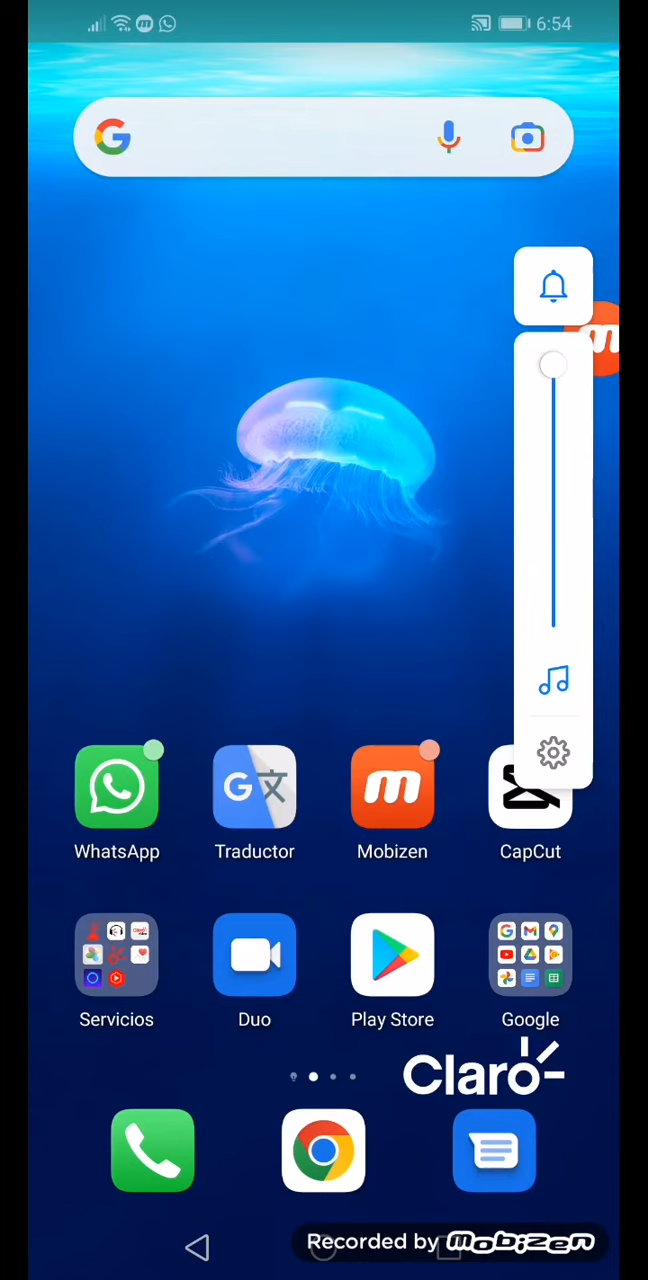 6:54
WhatsApp
Traductor
Mobizen
CapCut
Servicios
Duo
Play Store
Google
Claro
Recorded by mobizen